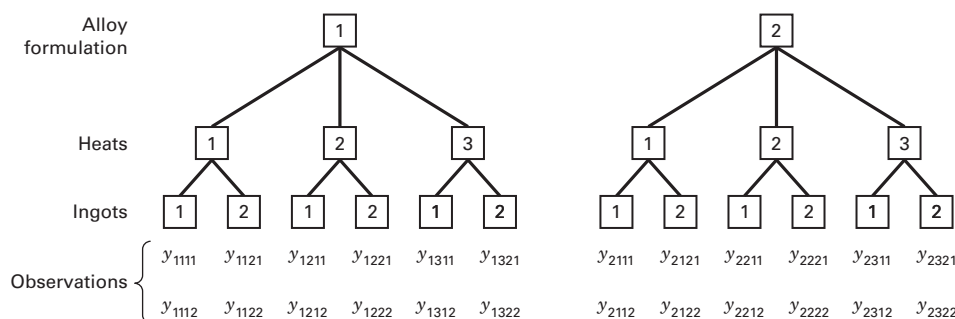 Alloy
formulation
1 2
Heats
1 2 3 1 2 3
Ingots
1 2 1 2 1 2 1 2 1 2 1 2
y1111 y1121 y1211 y1221 y1311 y1321 y2111 y2121 y2211 y2221 y2311 y2321
Observations
y1112 y1122 y1212 y1222 y1312 y1322 y2112 y2122 y2212 y2222 y2312 y2322